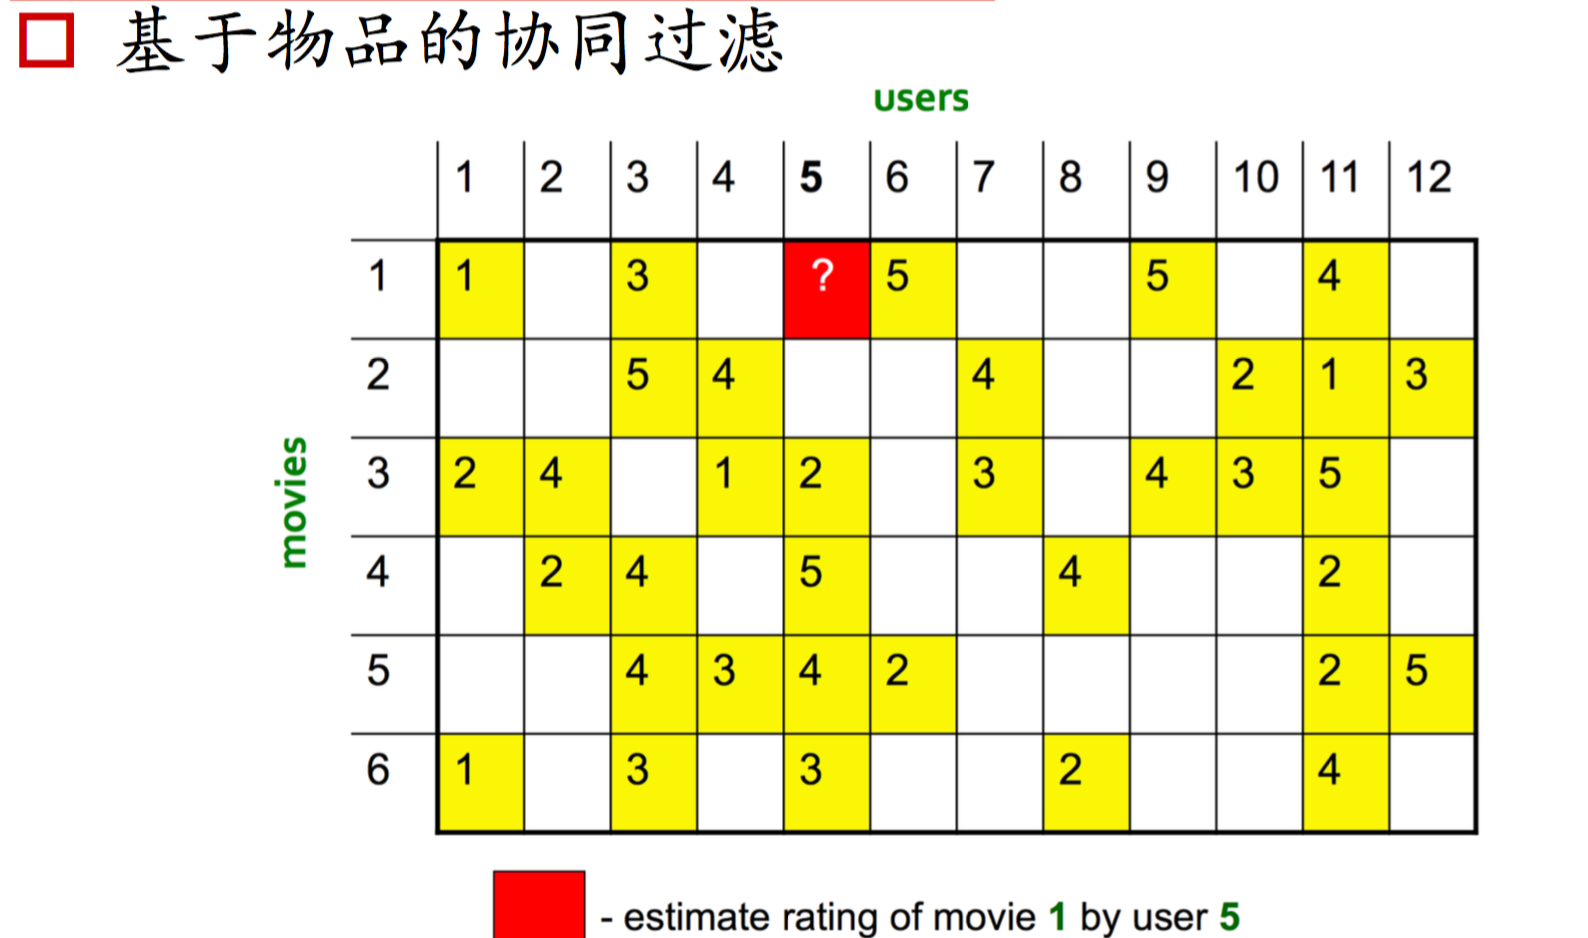 基于物品的协同过滤
users
1 2 3 4 5 6 7 8 9 10 11 12
1 1 3 ? 5 5 4
2 5 4 4 2 1 3
movies
3 2 4 1 2 3 4 3 5
4 2 4 5 4 2
5 4 3 4 2 2 5
6 1 3 3 2 4
- estimate rating of movie 1 by user 5